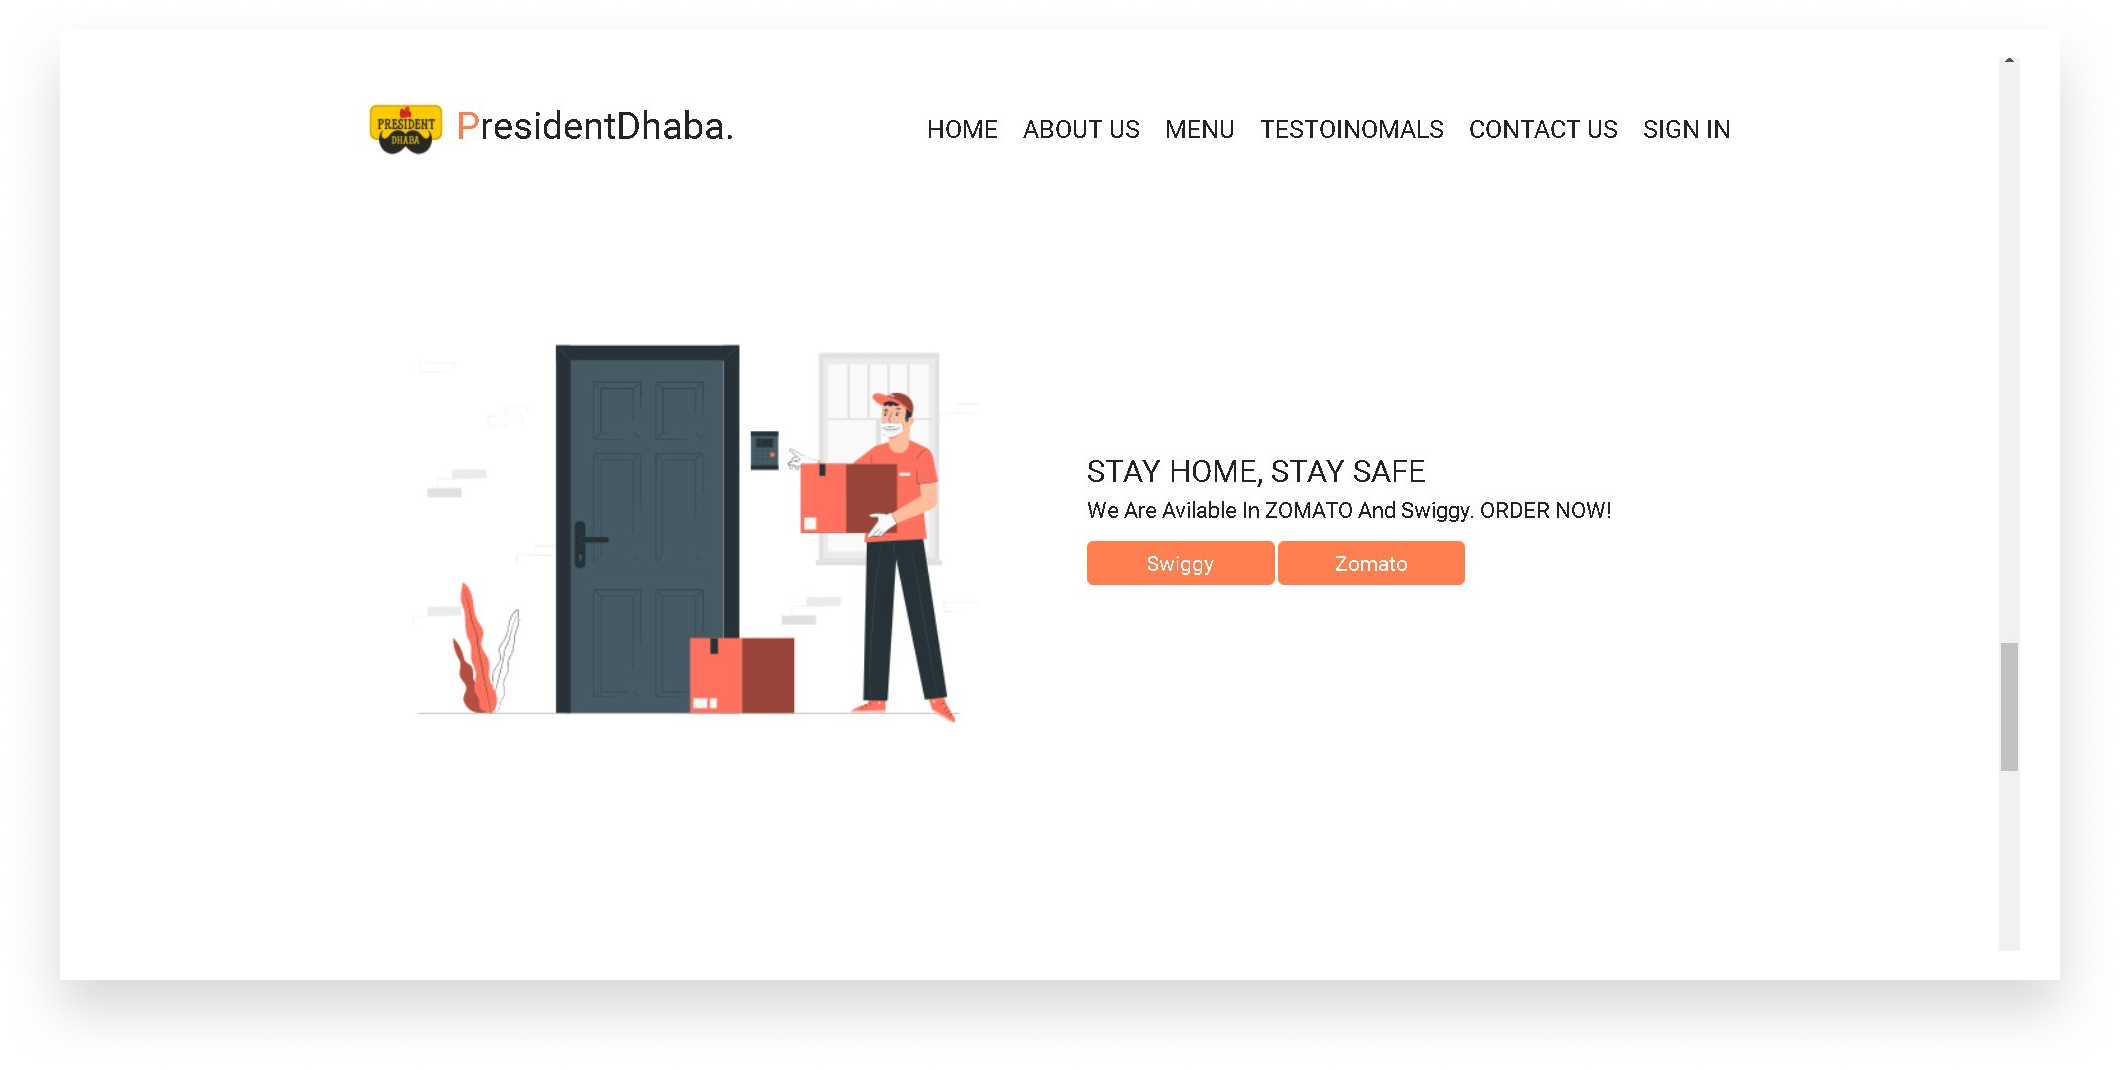 PRESIDENT
DHABA
PresidentDhaba.
HOME ABOUT US MENU TESTOINOMALS CONTACT US SIGN IN
STAY HOME, STAY SAFE
We Are Avilable In ZOMATO And Swiggy. ORDER NOW!
Swiggy Zomato